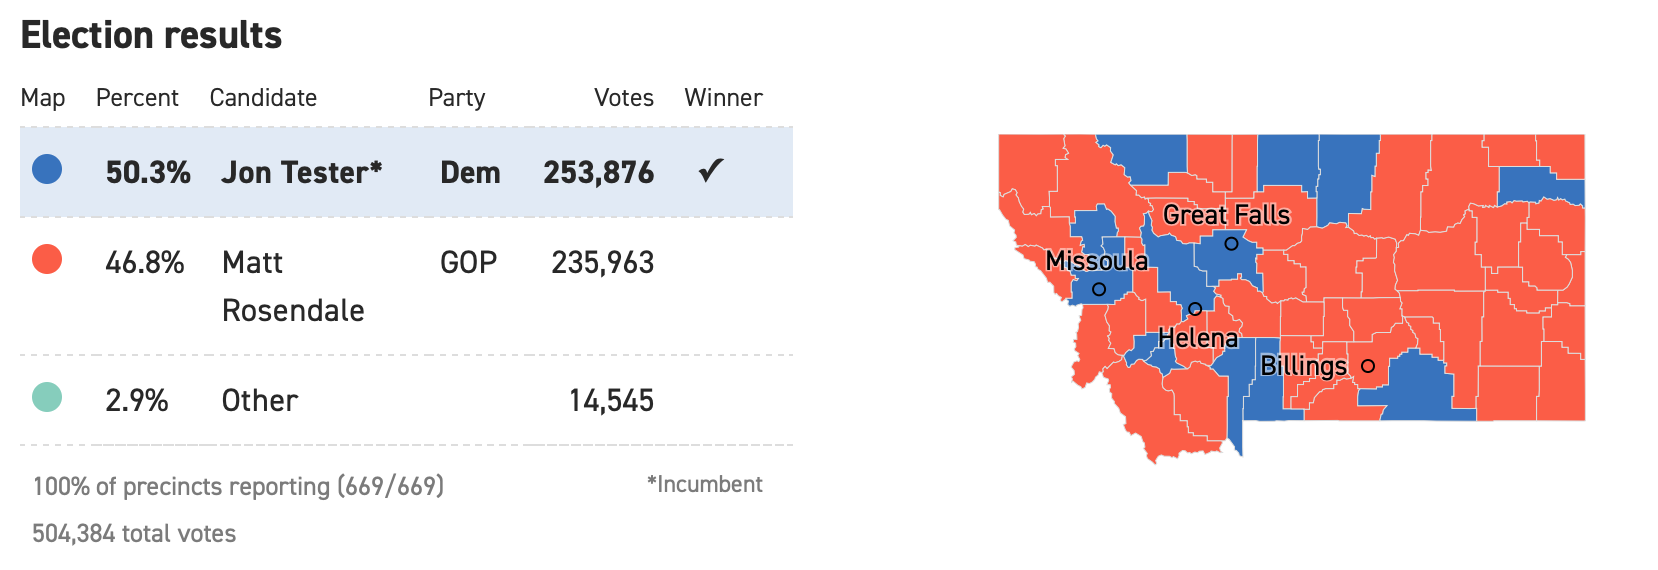 Election results
Map Percent Candidate Party Votes Winner
50.3% Jon Tester* Dem 253,876 ✓
46.8% Matt Rosendale GOP 235,963
2.9% Other 14,545
100% of precincts reporting (669/669) *Incumbent
504,384 total votes
Great Falls
Missoula
Helena
Billings